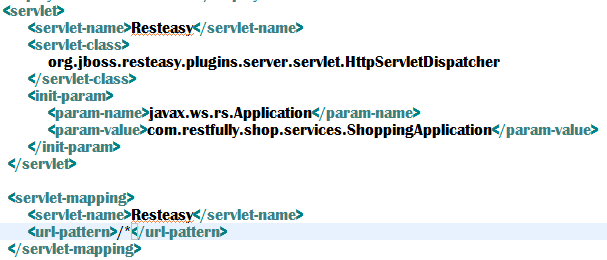 <servlet>
<servlet-name>Resteasy</servlet-name>
<servlet-class>
org.jboss.resteasy.plugins.server.servlet.HttpServletDispatcher
</servlet-class>
<init-param>
<param-name>javax.ws.rs.Application</param-name>
<param-value>com.restfully.shop.services.ShoppingApplication</param-value>
</init-param>
</servlet>
<servlet-mapping>
<servlet-name>Resteasy</servlet-name>
<url-pattern>/*</url-pattern>
</servlet-mapping>